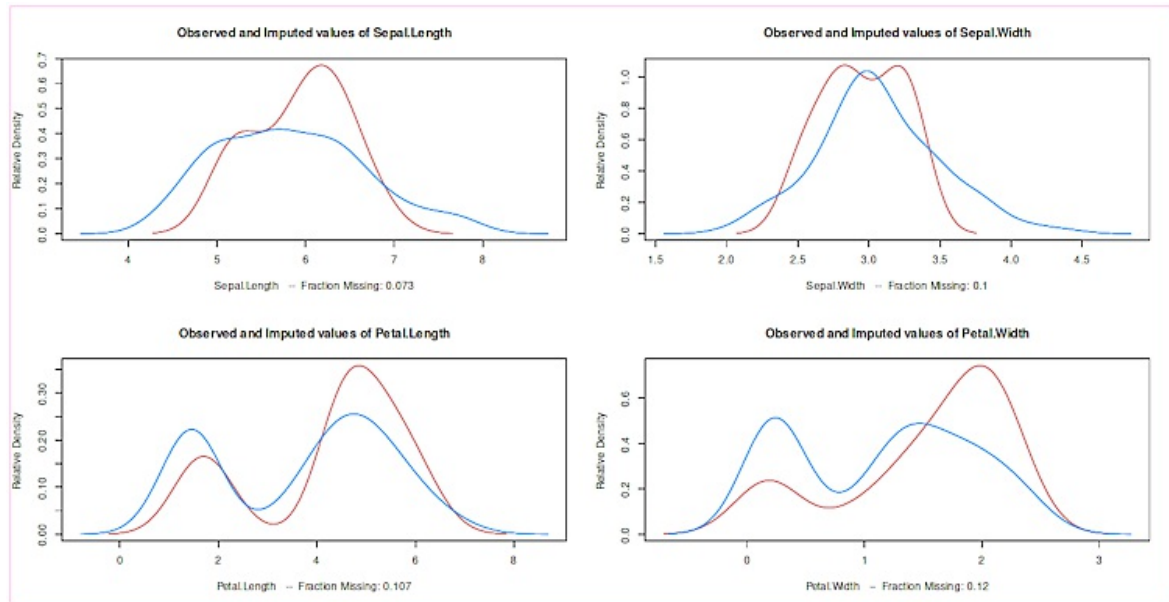 Observed and Imputed values of Sepal.Length
Relative Density
0.0 0.1 0.2 0.3 0.4 0.5 0.6 0.7
4 5 6 7 8
Sepal.Length -- Fraction Missing: 0.073
Observed and Imputed values of Sepal.Width
Relative Density
0.0 0.2 0.4 0.6 0.8 1.0
1.5 2.0 2.5 3.0 3.5 4.0 4.5
Sepal.Width -- Fraction Missing: 0.1
Observed and Imputed values of Petal.Length
Relative Density
0.00 0.10 0.20 0.30
0 2 4 6 8
Petal.Length -- Fraction Missing: 0.107
Observed and Imputed values of Petal.Width
Relative Density
0.0 0.2 0.4 0.6
0 1 2 3
Petal.Width -- Fraction Missing: 0.12